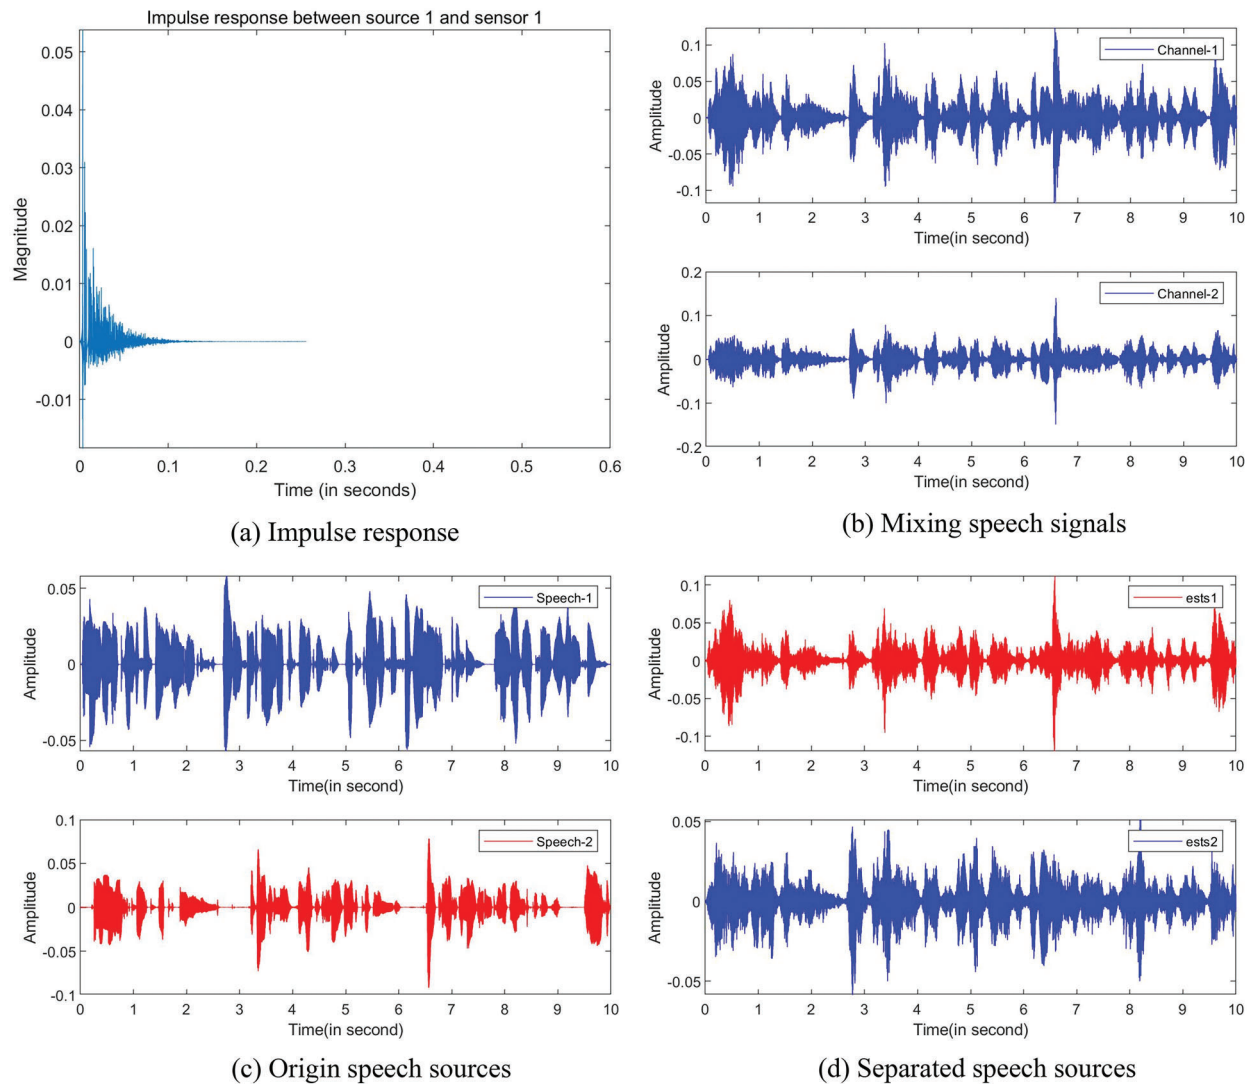 Impulse response between source 1 and sensor 1
0.05
0.04
0.03
0.02
0.01
0
-0.01
Magnitude
0 0.1 0.2 0.3 0.4 0.5 0.6
Time (in seconds)
(a) Impulse response
0.1
0.05
0
-0.05
-0.1
Amplitude
Channel-1
0 1 2 3 4 5 6 7 8 9 10
Time(in second)
0.2
0.1
0
-0.1
-0.2
Amplitude
Channel-2
0 1 2 3 4 5 6 7 8 9 10
Time(in second)
(b) Mixing speech signals
0.05
0
-0.05
Amplitude
Speech-1
0 1 2 3 4 5 6 7 8 9 10
Time(in second)
0.1
0.05
0
-0.05
-0.1
Amplitude
Speech-2
0 1 2 3 4 5 6 7 8 9 10
Time(in second)
(c) Origin speech sources
0.1
0.05
0
-0.05
-0.1
Amplitude
ests1
0 1 2 3 4 5 6 7 8 9 10
Time(in second)
0.05
0
-0.05
Amplitude
ests2
0 1 2 3 4 5 6 7 8 9 10
Time(in second)
(d) Separated speech sources